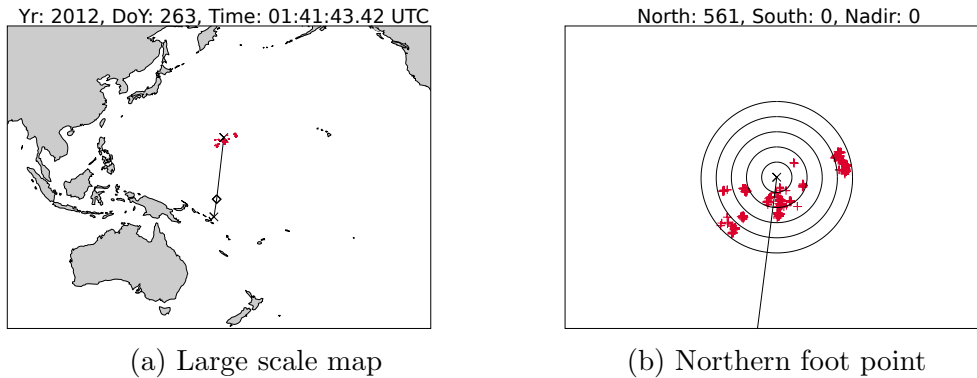 Yr: 2012, DoY: 263, Time: 01:41:43.42 UTC
North: 561, South: 0, Nadir: 0
(a) Large scale map
(b) Northern foot point